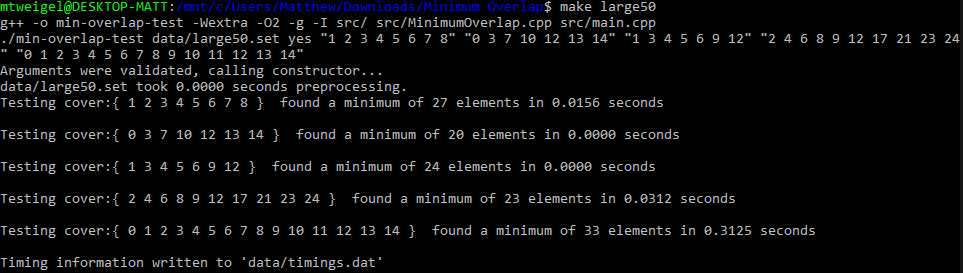 mtweigel@DESKTOP-MATT:/mnt/c/Users/Matthew/Downloads/Minimum Overlap$ make large50
g++ -o min-overlap-test -Wextra -O2 -g -I src/ src/MinimumOverlap.cpp src/main.cpp
./min-overlap-test data/large50.set yes "1 2 3 4 5 6 7 8" "0 3 7 10 12 13 14" "1 3 4 5 6 9 12" "2 4 6 8 9 12 17 21 23 24
" "0 1 2 3 4 5 6 7 8 9 10 11 12 13 14"
Arguments were validated, calling constructor...
data/large50.set took 0.0000 seconds preprocessing.
Testing cover:{ 1 2 3 4 5 6 7 8 }  found a minimum of 27 elements in 0.0156 seconds
Testing cover:{ 0 3 7 10 12 13 14 }  found a minimum of 20 elements in 0.0000 seconds
Testing cover:{ 1 3 4 5 6 9 12 }  found a minimum of 24 elements in 0.0000 seconds
Testing cover:{ 2 4 6 8 9 12 17 21 23 24 }  found a minimum of 23 elements in 0.0312 seconds
Testing cover:{ 0 1 2 3 4 5 6 7 8 9 10 11 12 13 14 }  found a minimum of 33 elements in 0.3125 seconds
Timing information written to 'data/timings.dat'